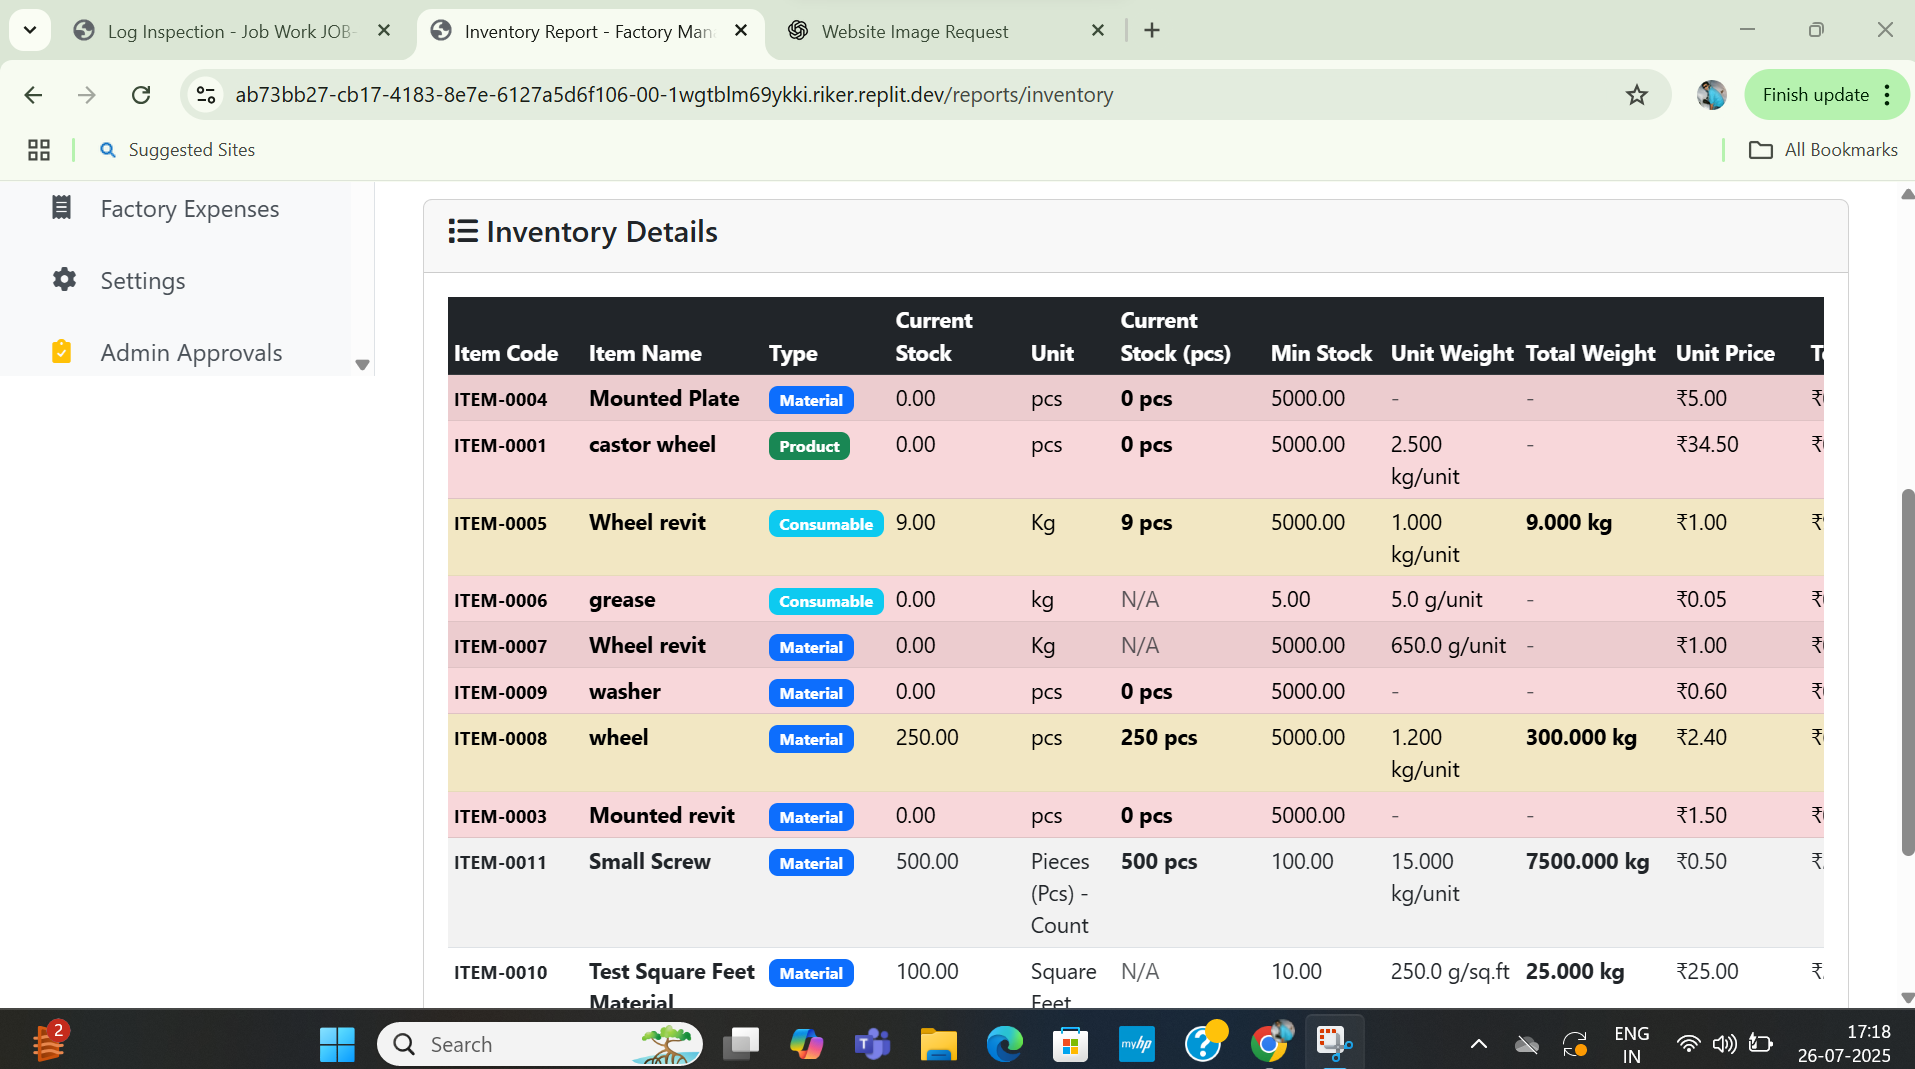 Log Inspection - Job Work JOB-
Inventory Report - Factory Man
Website Image Request
ab73bb27-cb17-4183-8e7e-6127a5d6f106-00-1wgtblm69ykki.riker.replit.dev/reports/inventory
Finish update
Suggested Sites
All Bookmarks
Factory Expenses
Settings
Admin Approvals
Inventory Details
Item Code Item Name Type Current Stock Unit Current Stock (pcs) Min Stock Unit Weight Total Weight Unit Price
ITEM-0004 Mounted Plate Material 0.00 pcs 0 pcs 5000.00 - - ₹5.00 ₹
ITEM-0001 castor wheel Product 0.00 pcs 0 pcs 5000.00 2.500 kg/unit - ₹34.50 ₹
ITEM-0005 Wheel revit Consumable 9.00 Kg 9 pcs 5000.00 1.000 kg/unit 9.000 kg ₹1.00 ₹
ITEM-0006 grease Consumable 0.00 kg N/A 5.00 5.0 g/unit - ₹0.05 ₹
ITEM-0007 Wheel revit Material 0.00 Kg N/A 5000.00 650.0 g/unit - ₹1.00 ₹
ITEM-0009 washer Material 0.00 pcs 0 pcs 5000.00 - - ₹0.60 ₹
ITEM-0008 wheel Material 250.00 pcs 250 pcs 5000.00 1.200 kg/unit 300.000 kg ₹2.40 ₹
ITEM-0003 Mounted revit Material 0.00 pcs 0 pcs 5000.00 - - ₹1.50 ₹
ITEM-0011 Small Screw Material 500.00 Pieces (Pcs) - Count 500 pcs 100.00 15.000 kg/unit 7500.000 kg ₹0.50 ₹
ITEM-0010 Test Square Feet Material Material 100.00 Square Feet N/A 10.00 250.0 g/sq.ft 25.000 kg ₹25.00 ₹
2
Search
T
myhp
?
ENG
IN
17:18
26-07-2025